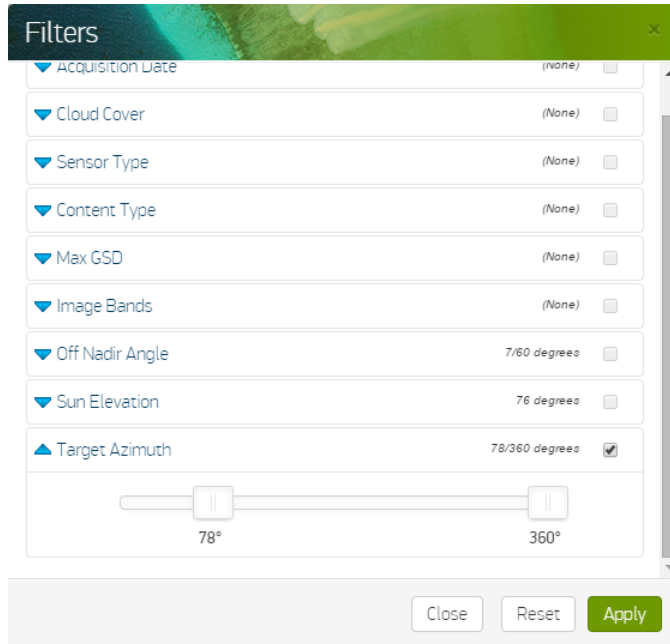 Filters
Acquisition Date (None)
Cloud Cover (None)
Sensor Type (None)
Content Type (None)
Max GSD (None)
Image Bands (None)
Off Nadir Angle 7/60 degrees
Sun Elevation 76 degrees
Target Azimuth 78/360 degrees
78° 360°
Close Reset Apply